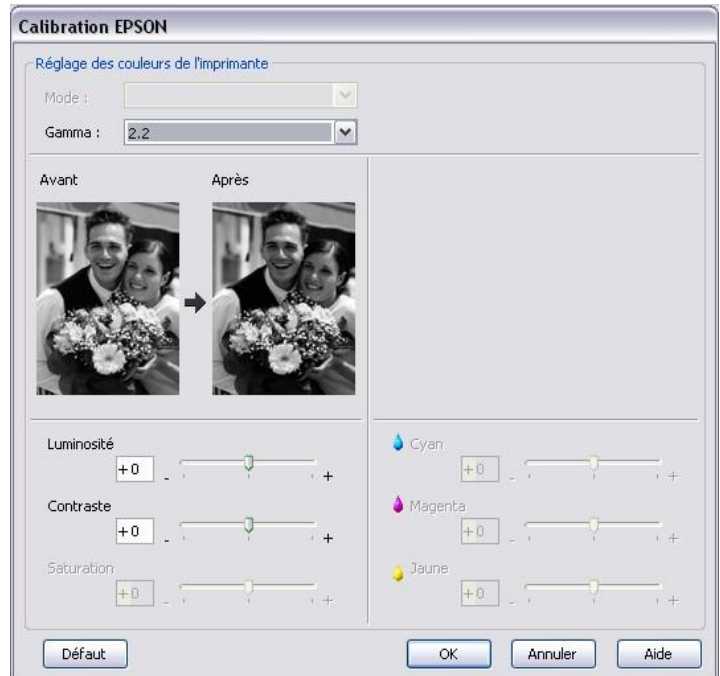 Calibration EPSON
Réglage des couleurs de l'imprimante
Mode :
Gamma : 2.2
Avant Après
Luminosité
+0 - +
Contraste
+0 - +
Saturation
+0 - +
Cyan
+0 - +
Magenta
+0 - +
Jaune
+0 - +
Défaut OK Annuler Aide